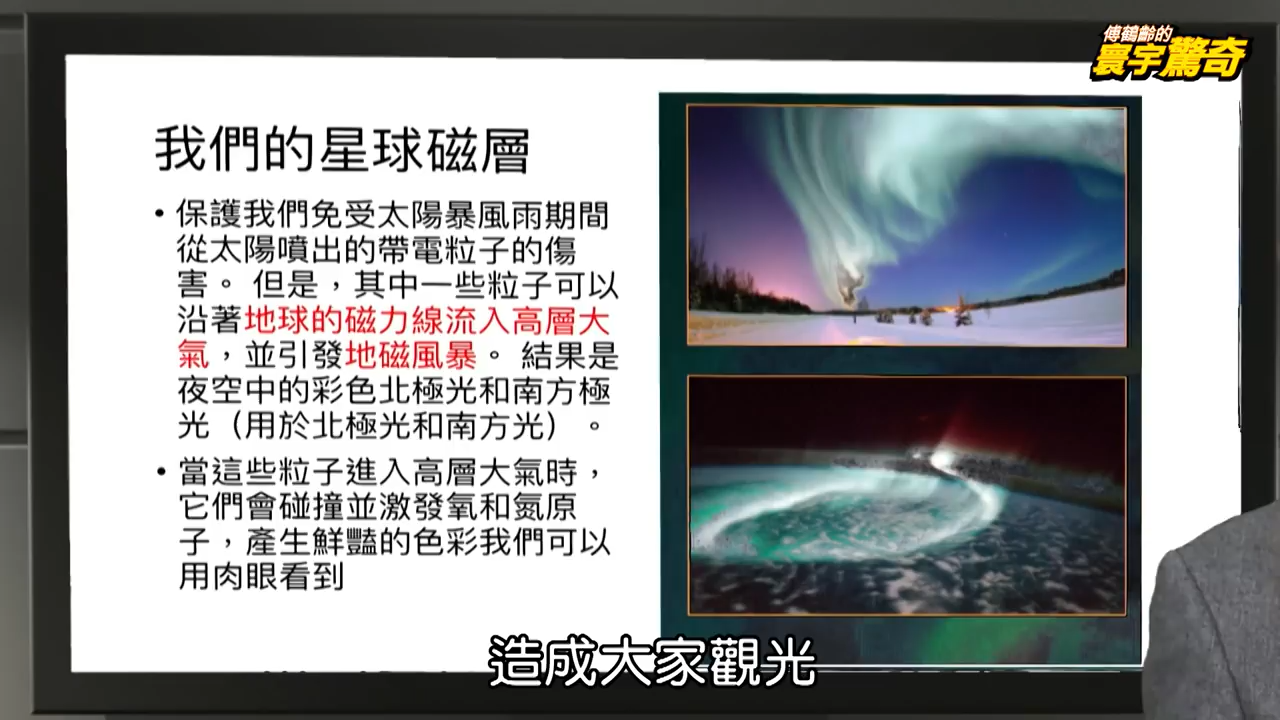 傅鶴齡的
寰宇驚奇
我們的星球磁層
• 保護我們免受太陽暴風雨期間
從太陽噴出的帶電粒子的傷
害。 但是，其中一些粒子可以
沿著地球的磁力線流入高層大
氣，並引發地磁風暴。 結果是
夜空中的彩色北極光和南方極
光（用於北極光和南方光）。
• 當這些粒子進入高層大氣時，
它們會碰撞並激發氧和氮原
子，產生鮮豔的色彩我們可以
用肉眼看到
造成大家觀光